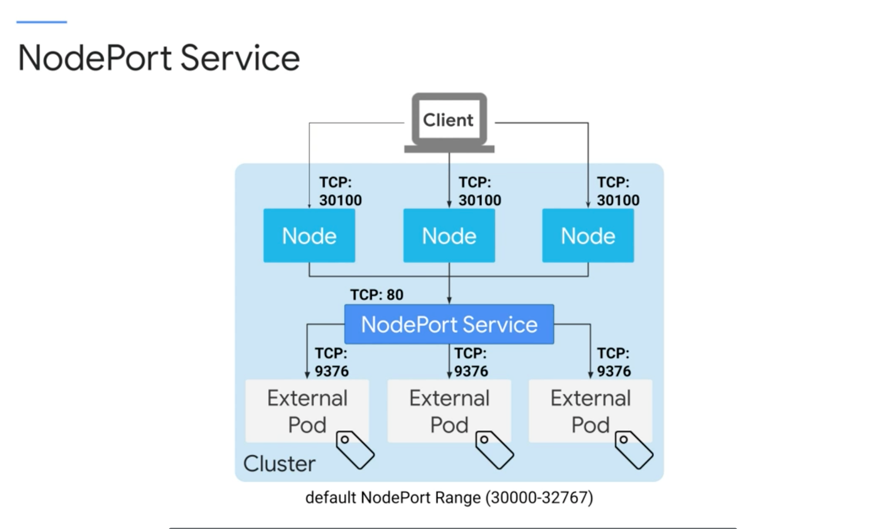 NodePort Service
Client
TCP:
30100
TCP:
30100
TCP:
30100
Node
Node
Node
TCP: 80
NodePort Service
TCP:
9376
TCP:
9376
TCP:
9376
External
Pod
External
Pod
External
Pod
Cluster
default NodePort Range (30000-32767)